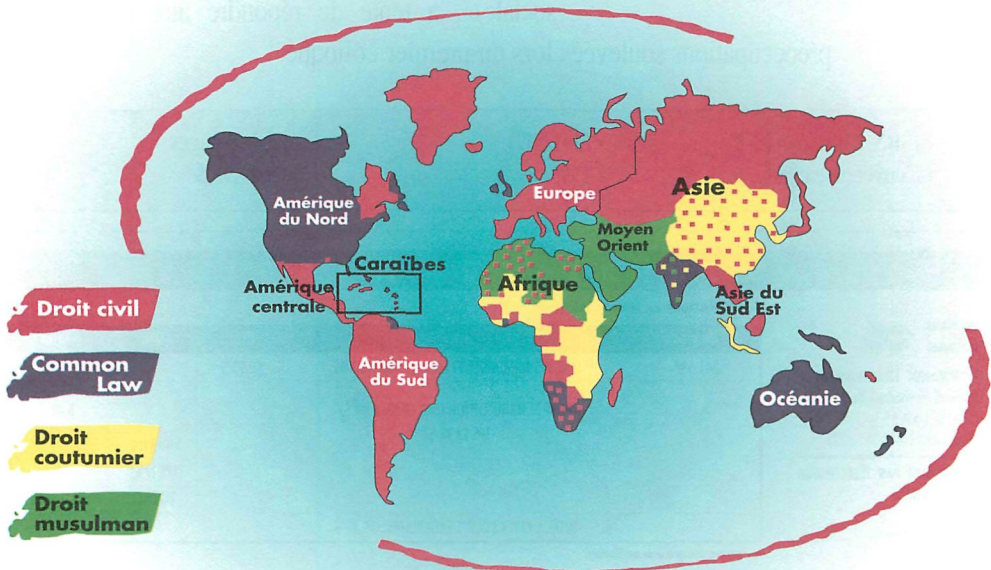 Amérique
du Nord
Europe
Asie
Moyen
Orient
Caraïbes
Amérique
centrale
Afrique
Asie du
Sud Est
Amérique
du Sud
Océanie
Droit civil
Common
Law
Droit
coutumier
Droit
musulman